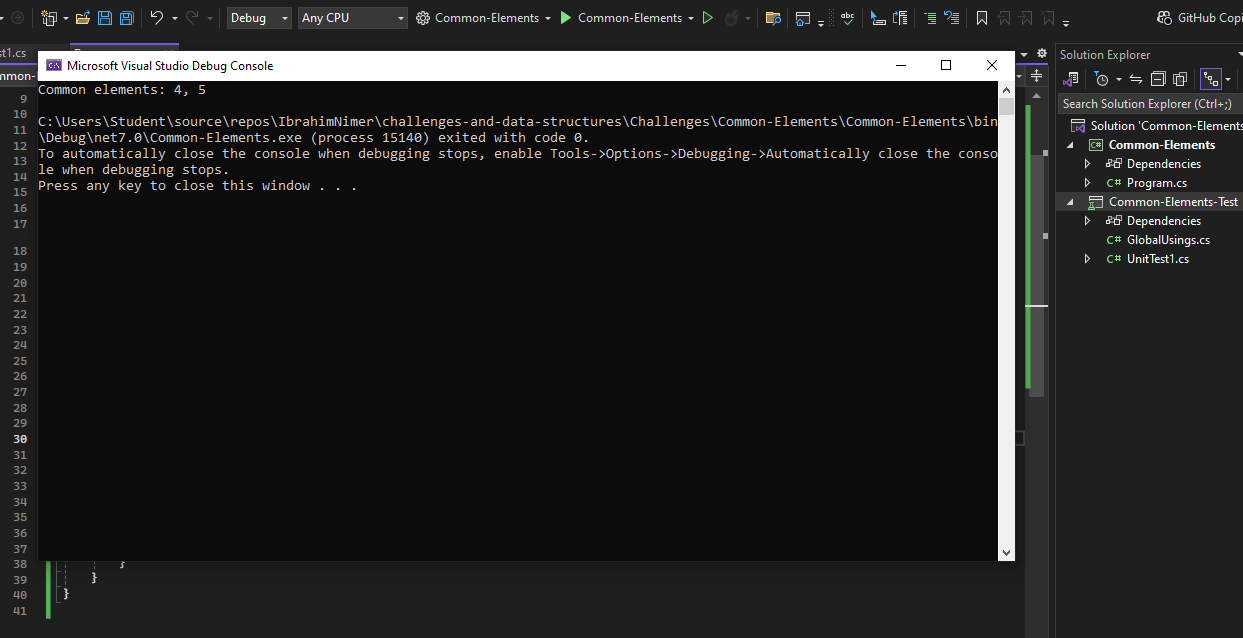 Debug
Any CPU
Common-Elements
Common-Elements
GitHub Copi
st1.cs
Microsoft Visual Studio Debug Console
Common elements: 4, 5
C:\Users\Student\source\repos\IbrahimNimer\challenges-and-data-structures\Challenges\Common-Elements\Common-Elements\bin
\Debug\net7.0\Common-Elements.exe (process 15140) exited with code 0.
To automatically close the console when debugging stops, enable Tools->Options->Debugging->Automatically close the conso
le when debugging stops.
Press any key to close this window . . .
mmon-
9
10
11
12
13
14
15
16
17
18
19
20
21
22
23
24
25
26
27
28
29
30
31
32
33
34
35
36
37
38 }
39 }
40 }
41
Solution Explorer
Search Solution Explorer (Ctrl+;)
Solution 'Common-Elements
C# Common-Elements
Dependencies
C# Program.cs
Common-Elements-Test
Dependencies
C# GlobalUsings.cs
C# UnitTest1.cs